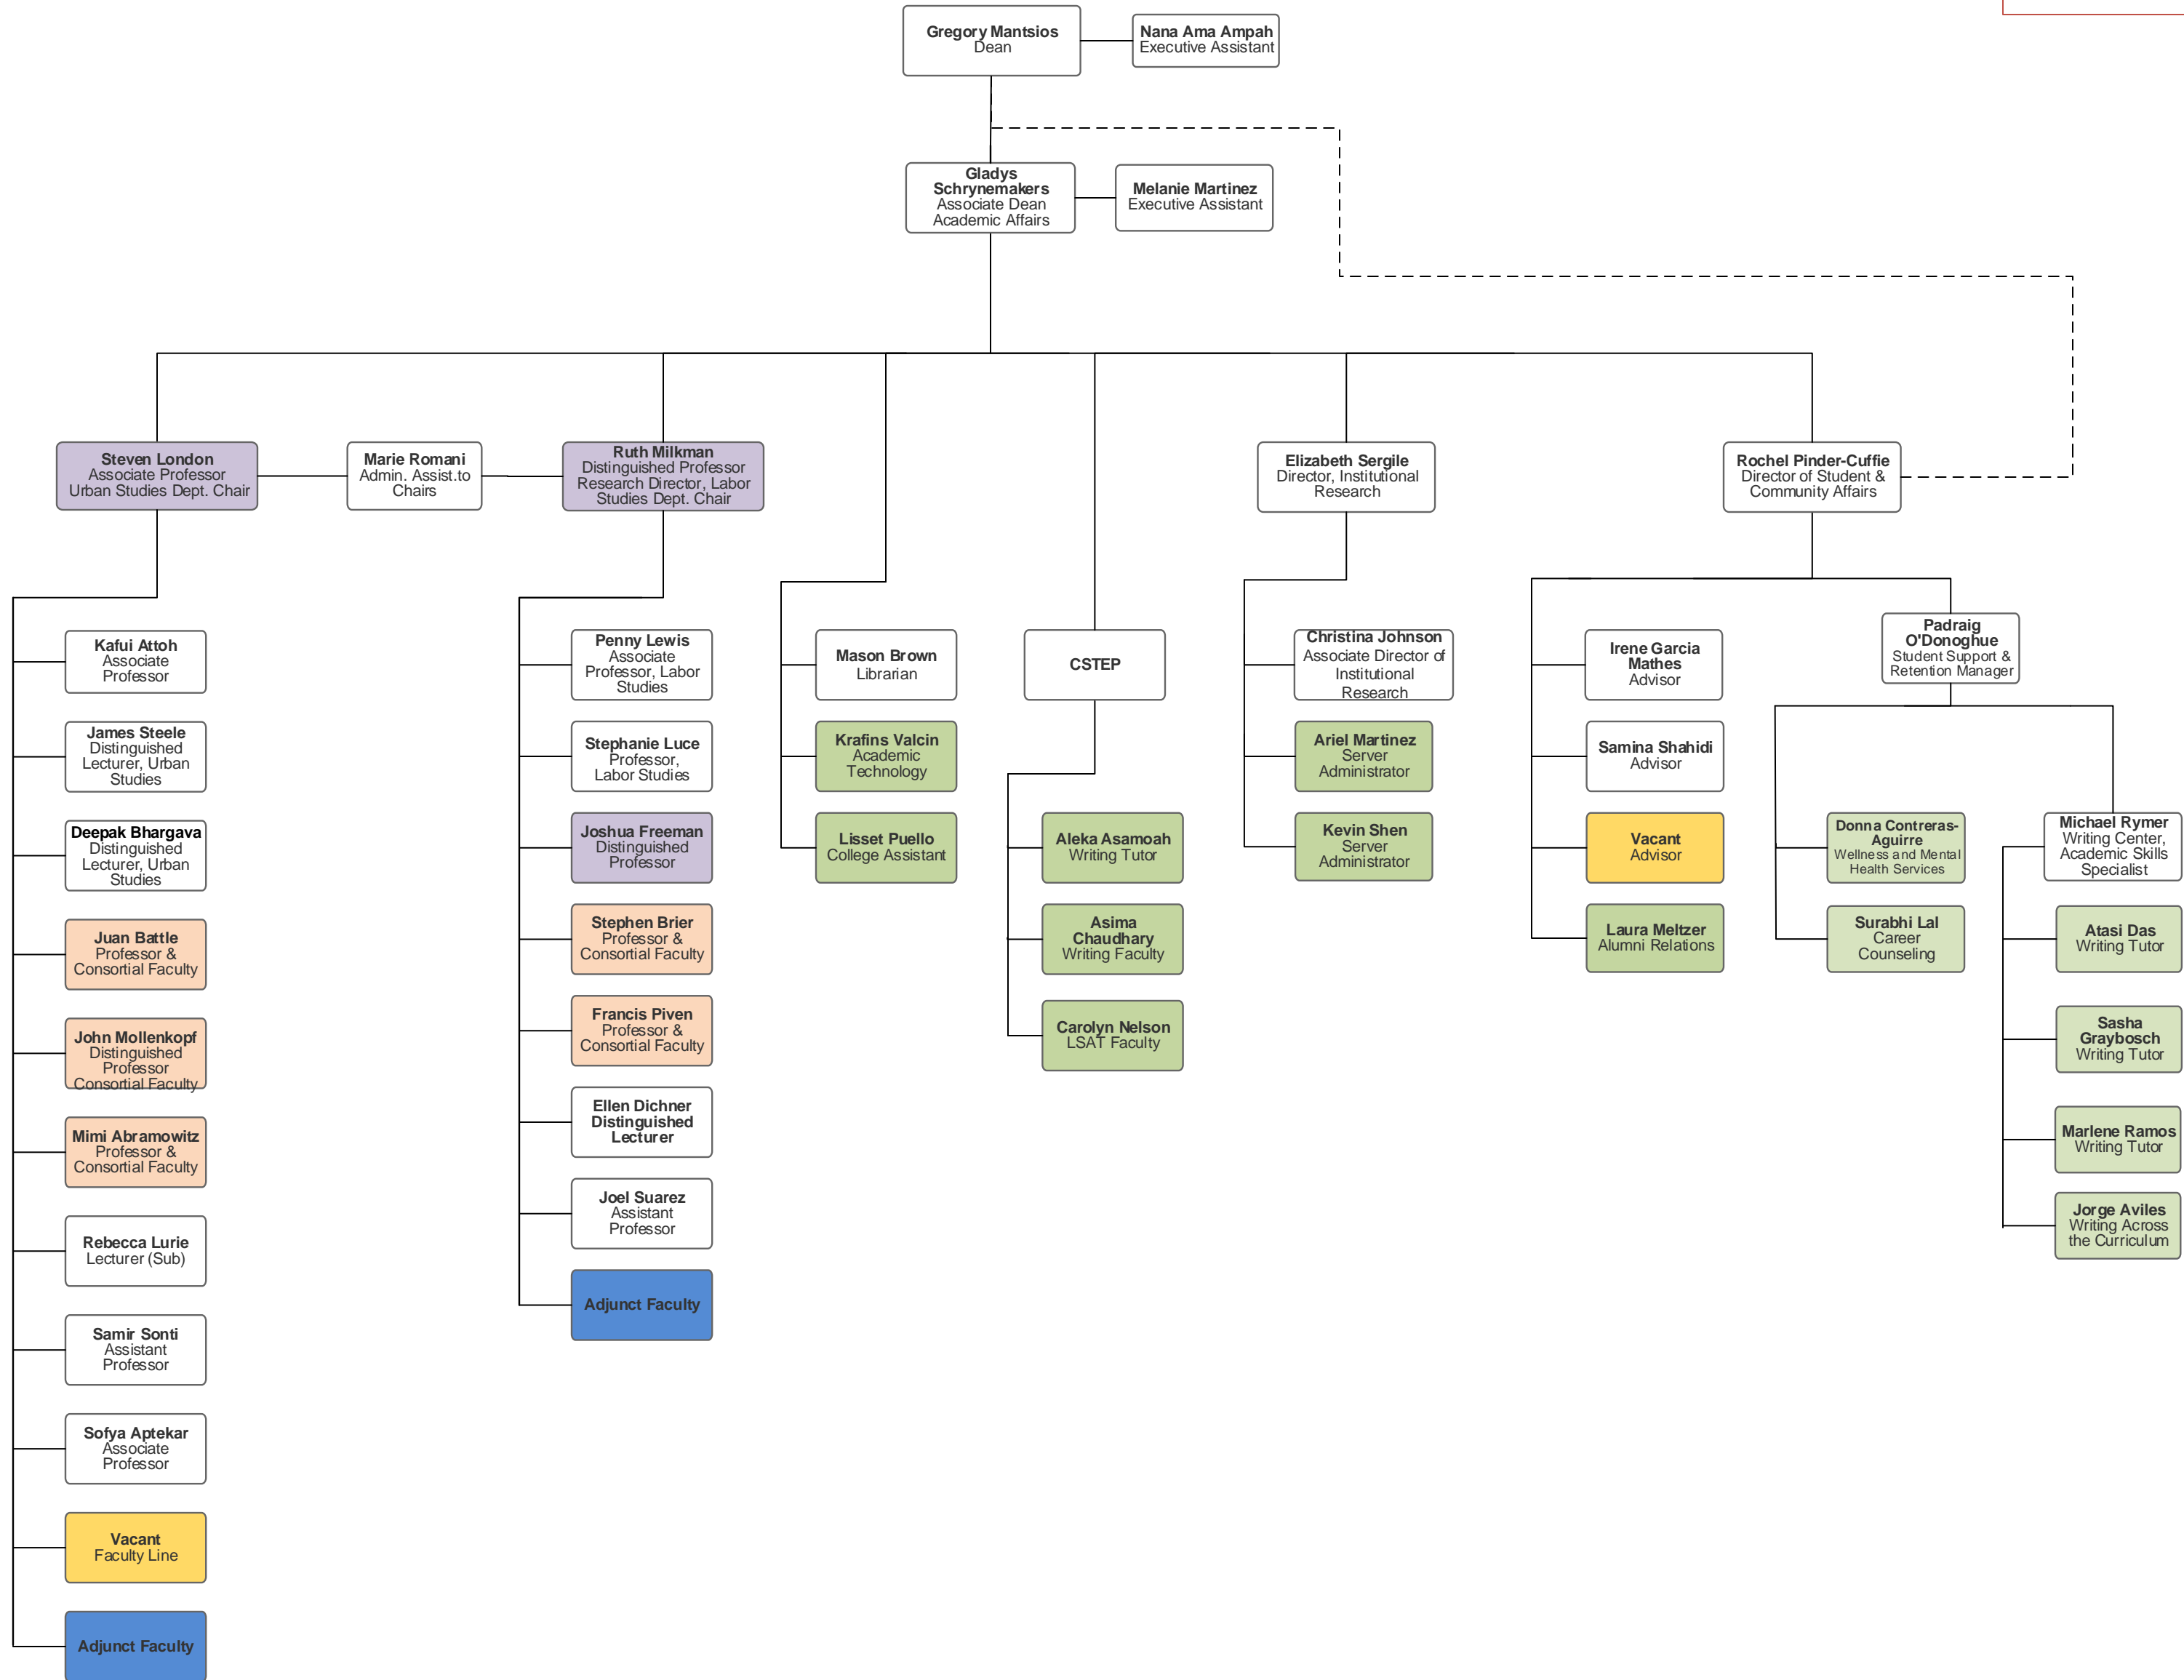 Gregory Mantsios
Dean
Nana Ama Ampah
Executive Assistant
Gladys
Schrynemakers
Associate Dean
Academic Affairs
Melanie Martinez
Executive Assistant
Steven London
Associate Professor
Urban Studies Dept. Chair
Marie Romani
Admin. Assist.to
Chairs
Ruth Milkman
Distinguished Professor
Research Director, Labor
Studies Dept. Chair
Elizabeth Sergile
Director, Institutional
Research
Rochel Pinder-Cuffie
Director of Student &
Community Affairs
Kafui Attoh
Associate
Professor
James Steele
Distinguished
Lecturer, Urban
Studies
Deepak Bhargava
Distinguished
Lecturer, Urban
Studies
Juan Battle
Professor &
Consortial Faculty
John Mollenkopf
Distinguished
Professor
Consortial Faculty
Mimi Abramowitz
Professor &
Consortial Faculty
Rebecca Lurie
Lecturer (Sub)
Samir Sonti
Assistant
Professor
Sofya Aptekar
Associate
Professor
Vacant
Faculty Line
Adjunct Faculty
Penny Lewis
Associate
Professor, Labor
Studies
Stephanie Luce
Professor,
Labor Studies
Joshua Freeman
Distinguished
Professor
Stephen Brier
Professor &
Consortial Faculty
Francis Piven
Professor &
Consortial Faculty
Ellen Dichner
Distinguished
Lecturer
Joel Suarez
Assistant
Professor
Adjunct Faculty
Mason Brown
Librarian
Krafins Valcin
Academic
Technology
Lisset Puello
College Assistant
CSTEP
Aleka Asamoah
Writing Tutor
Asima
Chaudhary
Writing Faculty
Carolyn Nelson
LSAT Faculty
Christina Johnson
Associate Director of
Institutional
Research
Ariel Martinez
Server
Administrator
Kevin Shen
Server
Administrator
Irene Garcia
Mathes
Advisor
Samina Shahidi
Advisor
Vacant
Advisor
Laura Meltzer
Alumni Relations
Padraig
O'Donoghue
Student Support &
Retention Manager
Donna Contreras-
Aguirre
Wellness and Mental
Health Services
Surabhi Lal
Career
Counseling
Michael Rymer
Writing Center,
Academic Skills
Specialist
Atasi Das
Writing Tutor
Sasha
Graybosch
Writing Tutor
Marlene Ramos
Writing Tutor
Jorge Aviles
Writing Across
the Curriculum